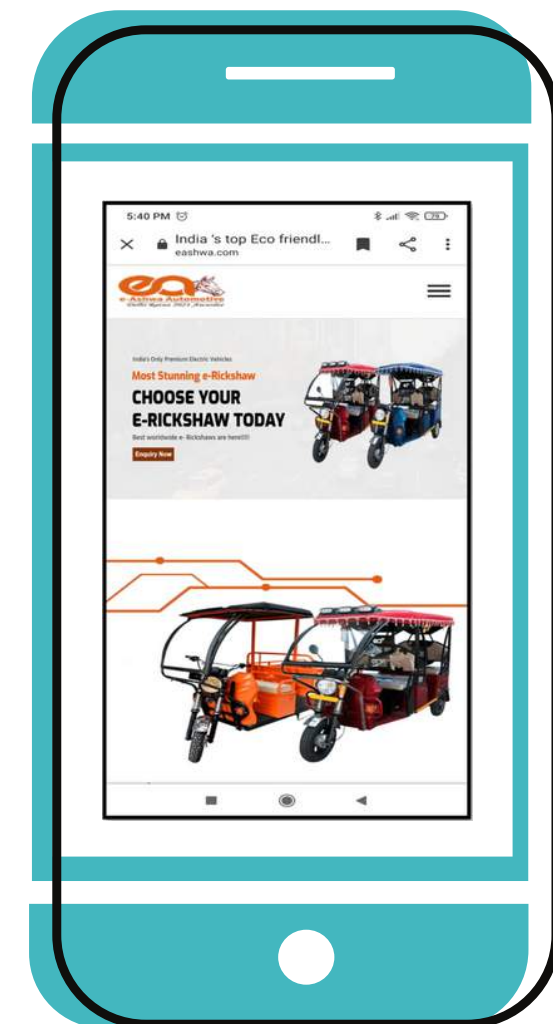 5:40 PM
79
India 's top Eco friendl...
eashwa.com
e-Ashwa Automotive
India's Only Premium Electric Vehicles
Most Stunning e-Rickshaw
CHOOSE YOUR
E-RICKSHAW TODAY
Best worldwide e- Rickshaws are here!!!!
Enquiry Now